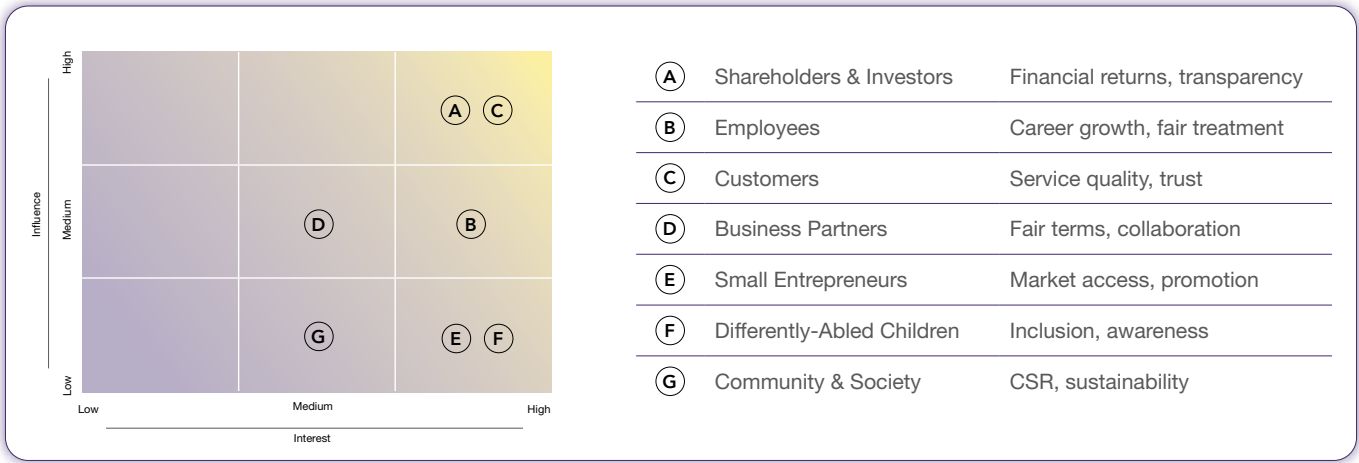 High
Medium
Low
Influence
A C
D B
G E F
Low Medium High
Interest
A Shareholders & Investors Financial returns, transparency
B Employees Career growth, fair treatment
C Customers Service quality, trust
D Business Partners Fair terms, collaboration
E Small Entrepreneurs Market access, promotion
F Differently-Abled Children Inclusion, awareness
G Community & Society CSR, sustainability